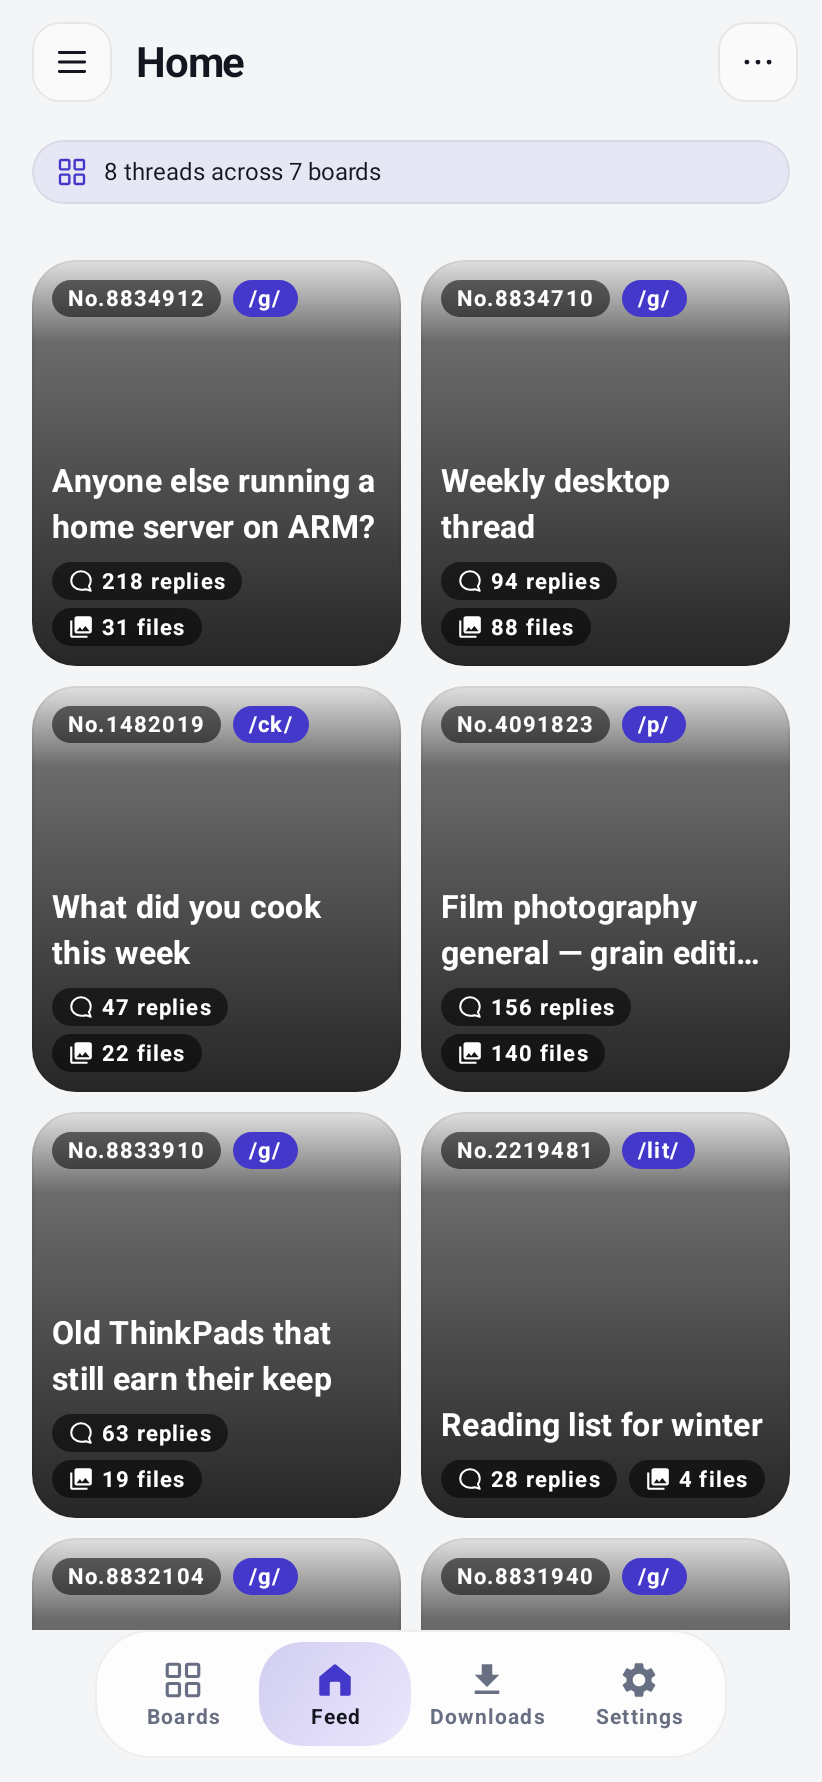 Home
8 threads across 7 boards
No.8834912 /g/
Anyone else running a
home server on ARM?
218 replies
31 files
No.8834710 /g/
Weekly desktop
thread
94 replies
88 files
No.1482019 /ck/
What did you cook
this week
47 replies
22 files
No.4091823 /p/
Film photography
general — grain editi…
156 replies
140 files
No.8833910 /g/
Old ThinkPads that
still earn their keep
63 replies
19 files
No.2219481 /lit/
Reading list for winter
28 replies 4 files
No.8832104 /g/
No.8831940 /g/
Boards Feed Downloads Settings